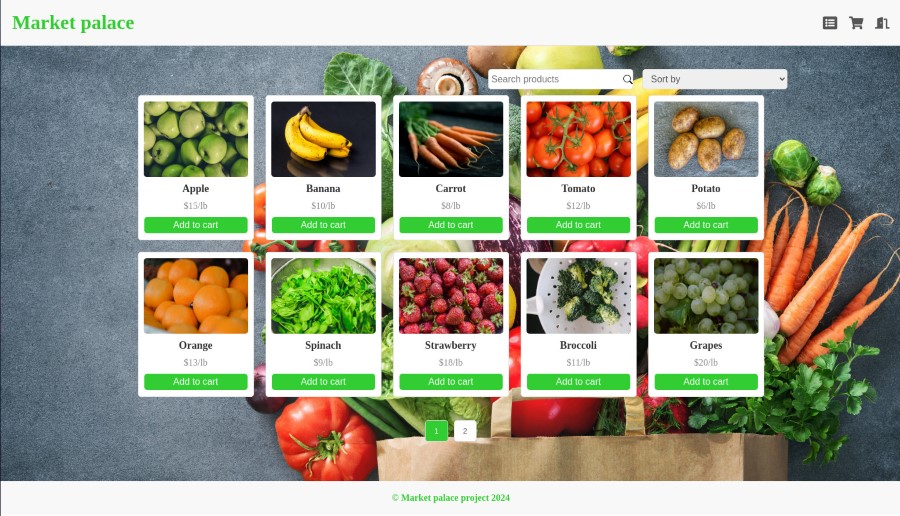 Market palace
Search products
Sort by
Apple
$15/lb
Add to cart
Banana
$10/lb
Add to cart
Carrot
$8/lb
Add to cart
Tomato
$12/lb
Add to cart
Potato
$6/lb
Add to cart
Orange
$13/lb
Add to cart
Spinach
$9/lb
Add to cart
Strawberry
$18/lb
Add to cart
Broccoli
$11/lb
Add to cart
Grapes
$20/lb
Add to cart
1
2
© Market palace project 2024